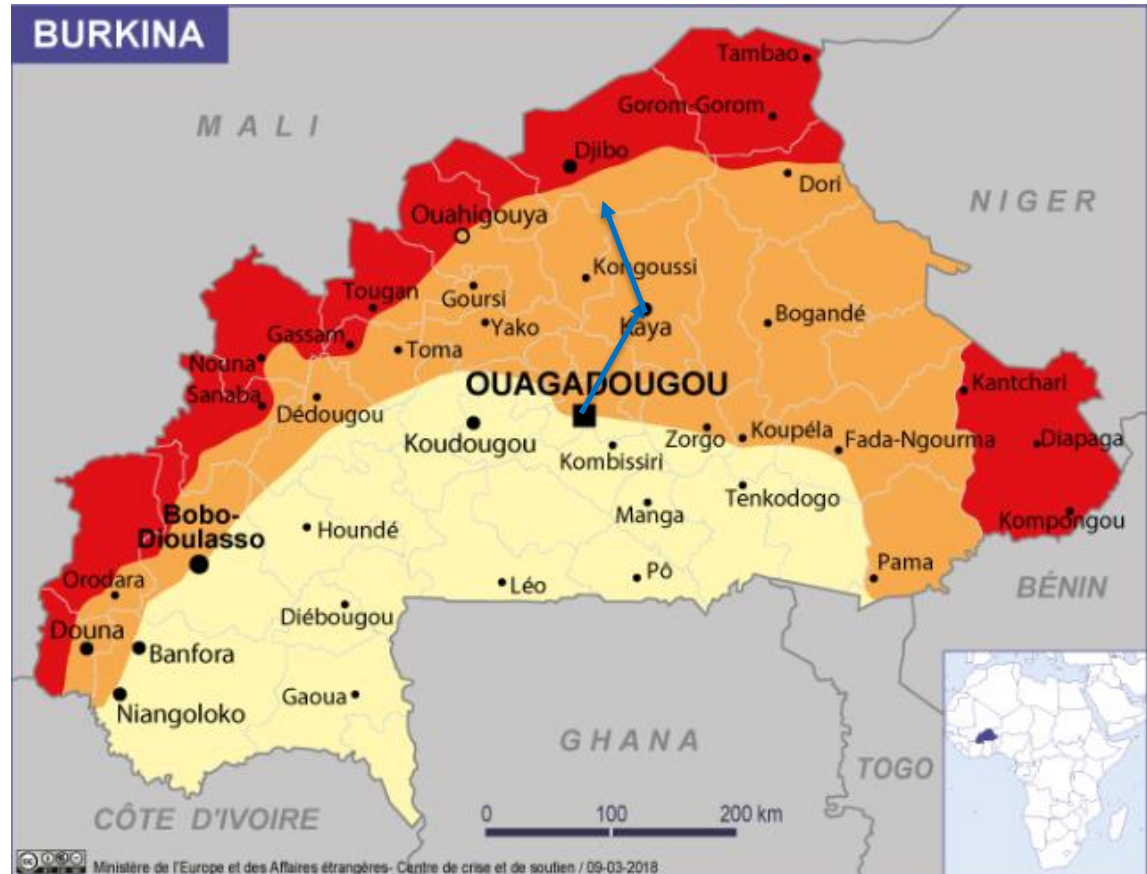 BURKINA
Tambao
Gorom-Gorom
MALI
Djibo
Dori
NIGER
Ouahigouya
Kongoussi
Tougan
Goursi
Kaya
Bogandé
Gassam
Yako
Nouna
Toma
OUAGADOUGOU
Kantchari
Sanaba
Dédougou
Koudougou
Zorgo
Koupéla
Fada-Ngourma
Diapaga
Kombissiri
Tenkodogo
Bobo-
Dioulasso
Houndé
Manga
Kompongou
Orodara
Léo
Pô
Pama
BÉNIN
Diébougou
Douna
Banfora
Gaoua
Niangoloko
GHANA
TOGO
CÔTE D'IVOIRE
0 100 200 km
Ministère de l'Europe et des Affaires étrangères- Centre de crise et de soutien / 09-03-2018